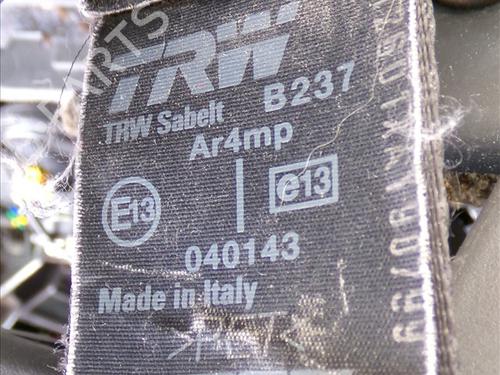 TRW
TRW Sabelt B237
Ar4mp
E13 e13
040143
Made in Italy